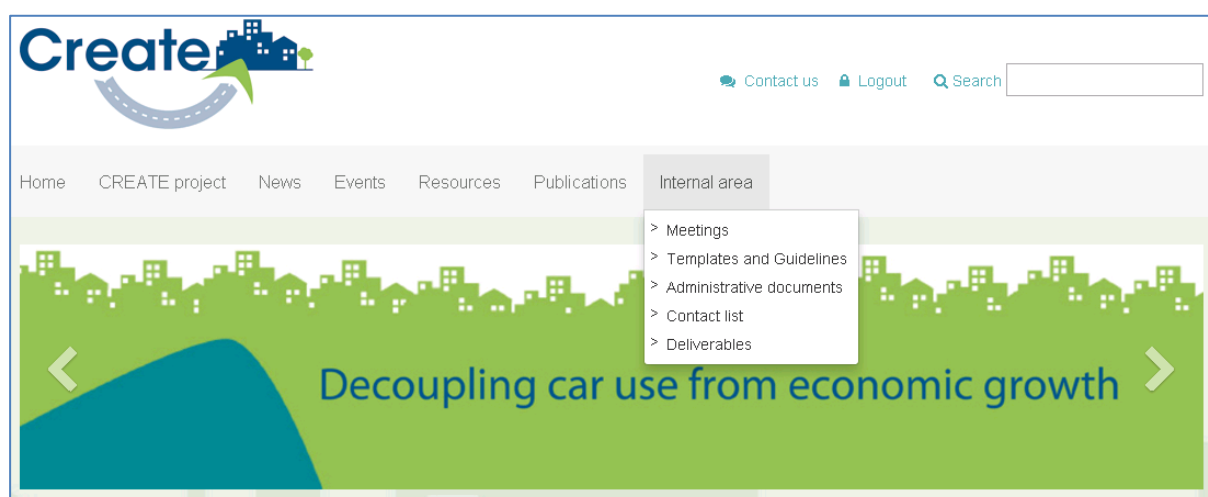 Create
Contact us Logout Search
Home CREATE project News Events Resources Publications Internal area
> Meetings
> Templates and Guidelines
> Administrative documents
> Contact list
> Deliverables
Decoupling car use from economic growth